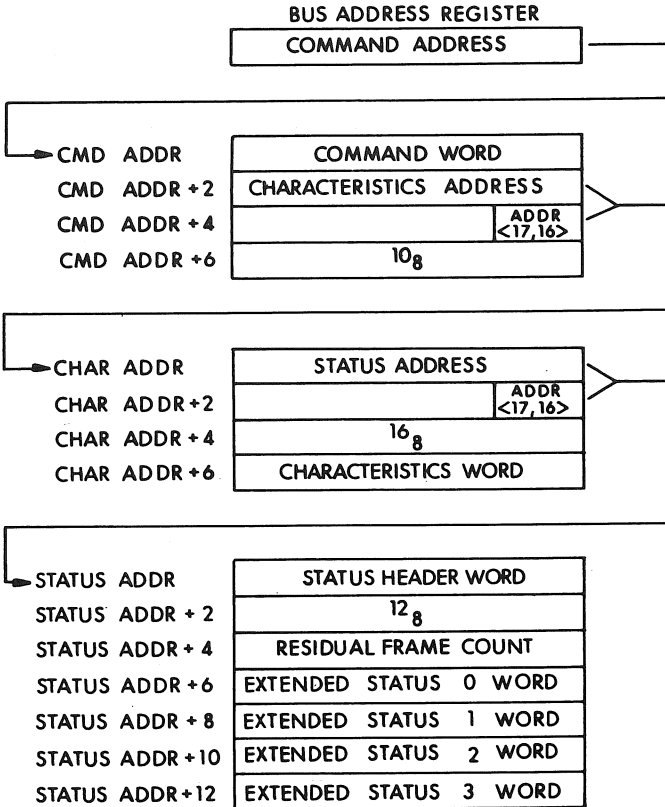 BUS ADDRESS REGISTER
COMMAND ADDRESS
CMD ADDR COMMAND WORD
CMD ADDR +2 CHARACTERISTICS ADDRESS
CMD ADDR +4 ADDR
<17,16>
CMD ADDR +6 10₈
CHAR ADDR STATUS ADDRESS
CHAR ADDR+2 ADDR
<17,16>
CHAR ADDR +4 16₈
CHAR ADDR +6 CHARACTERISTICS WORD
STATUS ADDR STATUS HEADER WORD
STATUS ADDR + 2 12₈
STATUS ADDR + 4 RESIDUAL FRAME COUNT
STATUS ADDR +6 EXTENDED STATUS 0 WORD
STATUS ADDR + 8 EXTENDED STATUS 1 WORD
STATUS ADDR +10 EXTENDED STATUS 2 WORD
STATUS ADDR +12 EXTENDED STATUS 3 WORD